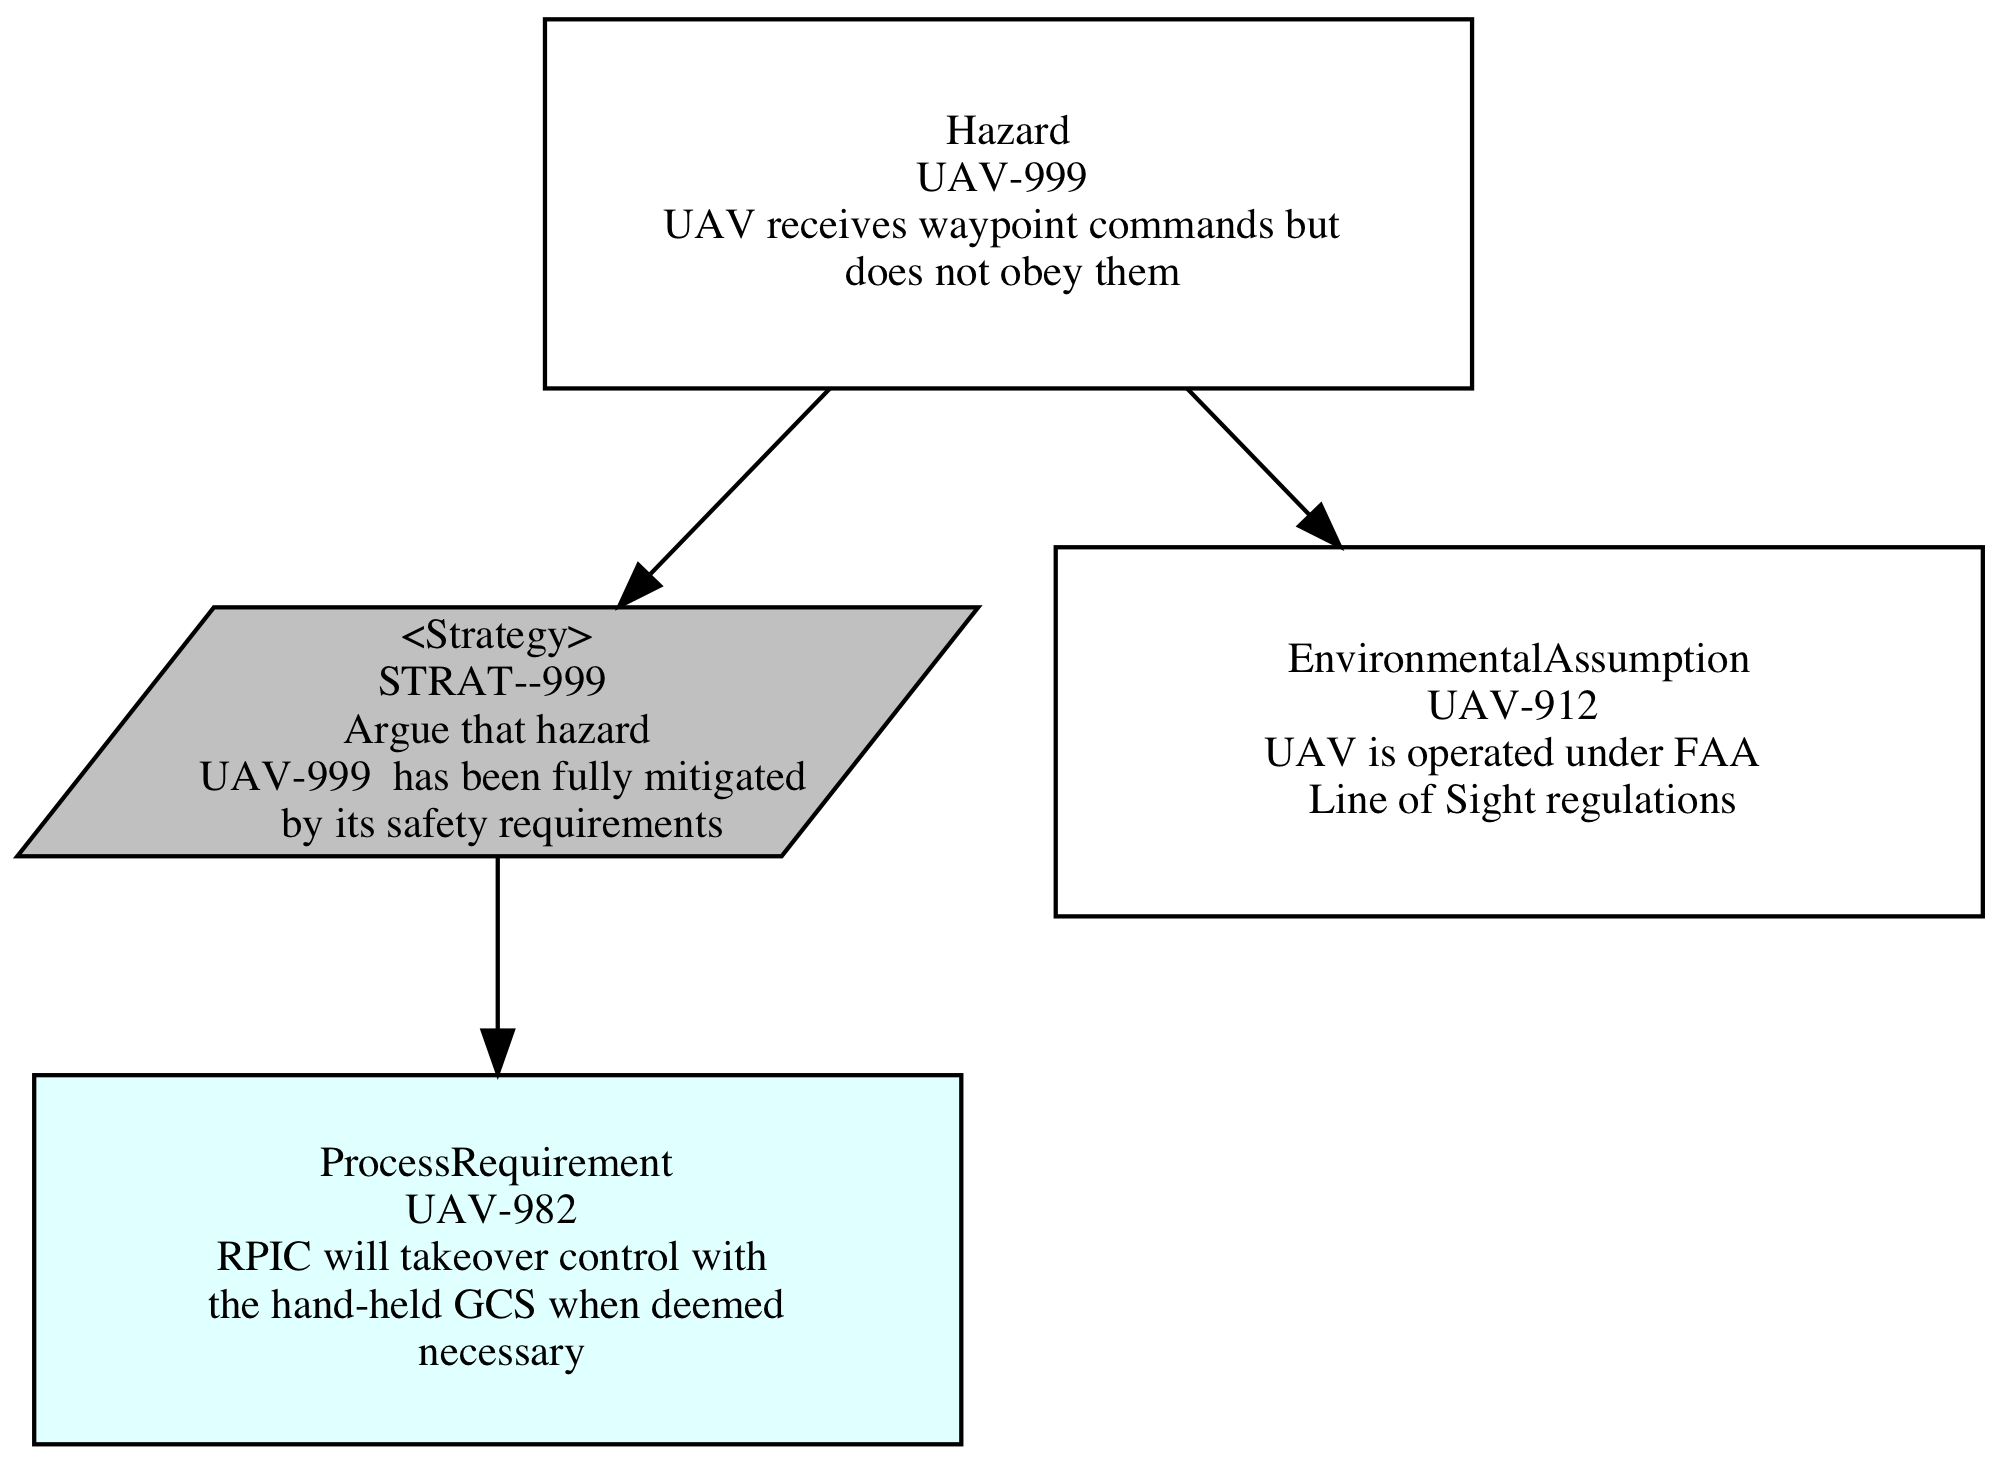 Hazard
UAV-999
UAV receives waypoint commands but
does not obey them
<Strategy>
STRAT--999
Argue that hazard
UAV-999  has been fully mitigated
by its safety requirements
EnvironmentalAssumption
UAV-912
UAV is operated under FAA
Line of Sight regulations
ProcessRequirement
UAV-982
RPIC will takeover control with
the hand-held GCS when deemed
necessary